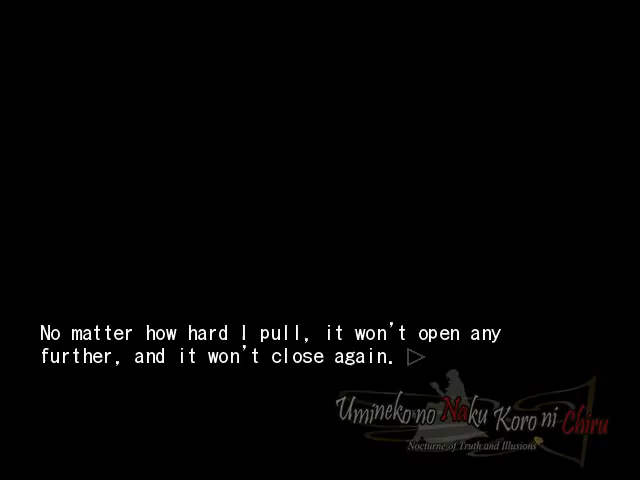 No matter how hard I pull, it won't open any
further, and it won't close again.
Umineko no Naku Koro ni Chiru
Nocturne of Truth and Illusions